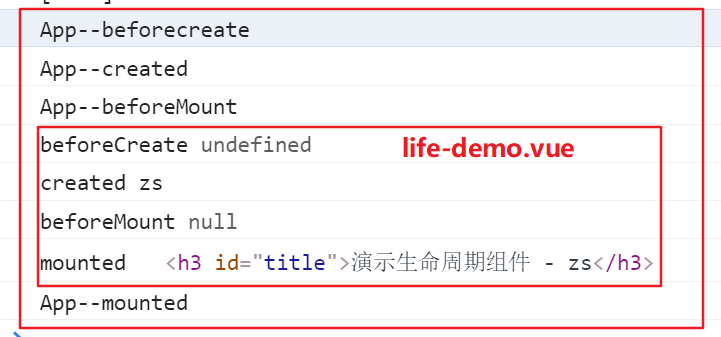 App--beforecreate
App--created
App--beforeMount
beforeCreate undefined
life-demo.vue
created zs
beforeMount null
mounted <h3 id="title">演示生命周期组件 - zs</h3>
App--mounted